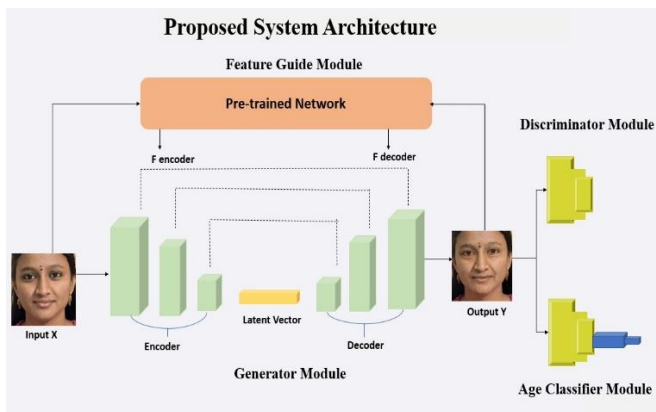 Proposed System Architecture
Feature Guide Module
Pre-trained Network
Discriminator Module
F encoder
F decoder
Input X
Latent Vector
Output Y
Encoder
Decoder
Generator Module
Age Classifier Module